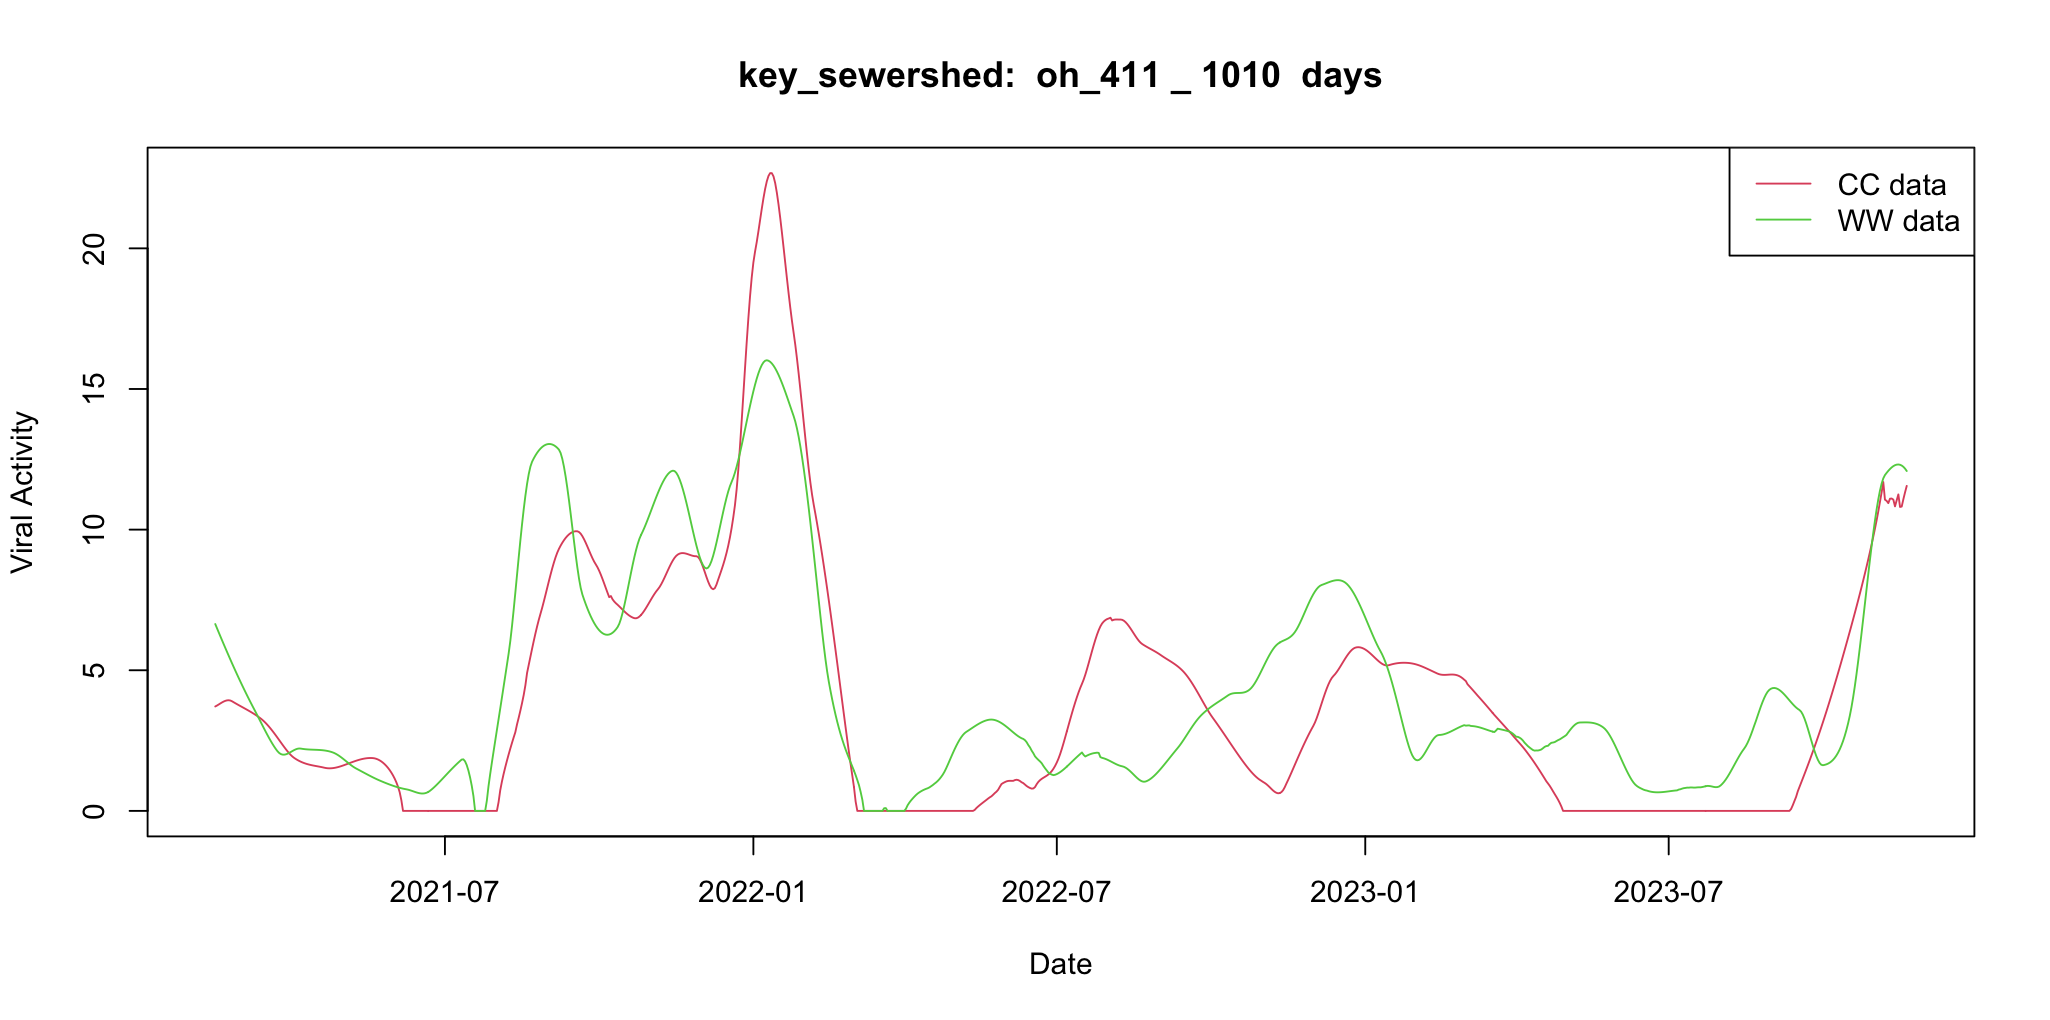 key_sewershed:  oh_411 _ 1010  days
CC data
WW data
Viral Activity
20
15
10
5
0
2021-07
2022-01
2022-07
2023-01
2023-07
Date